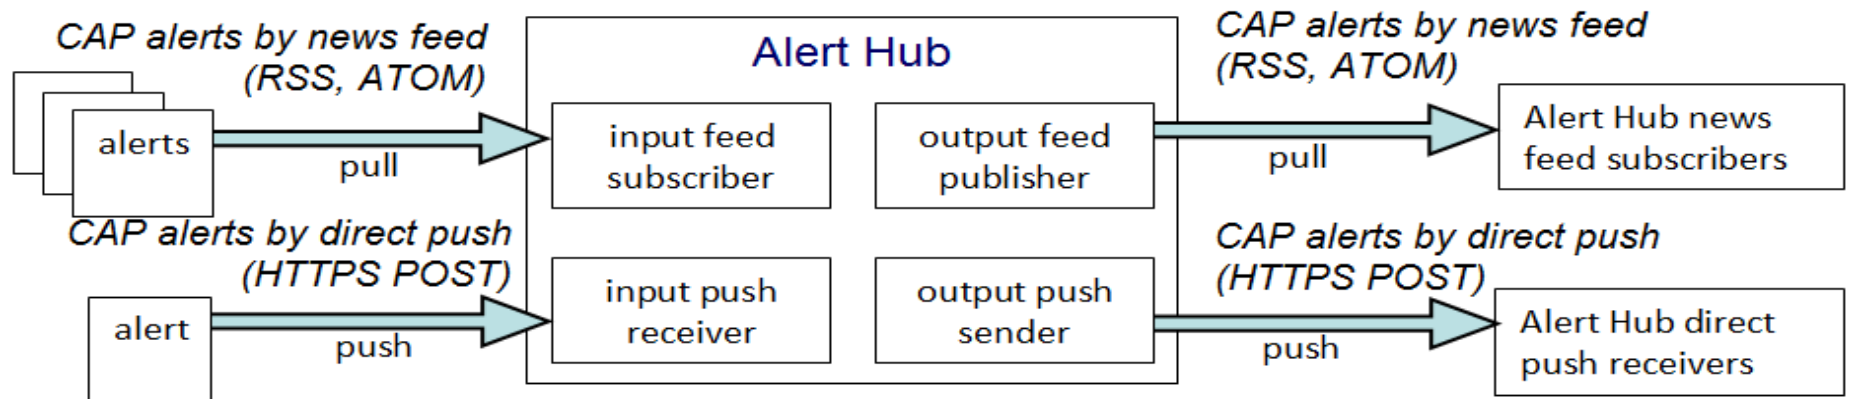 CAP alerts by news feed
(RSS, ATOM)
alerts
pull
CAP alerts by direct push
(HTTPS POST)
alert
push
Alert Hub
input feed
subscriber
output feed
publisher
input push
receiver
output push
sender
CAP alerts by news feed
(RSS, ATOM)
pull
Alert Hub news
feed subscribers
CAP alerts by direct push
(HTTPS POST)
push
Alert Hub direct
push receivers